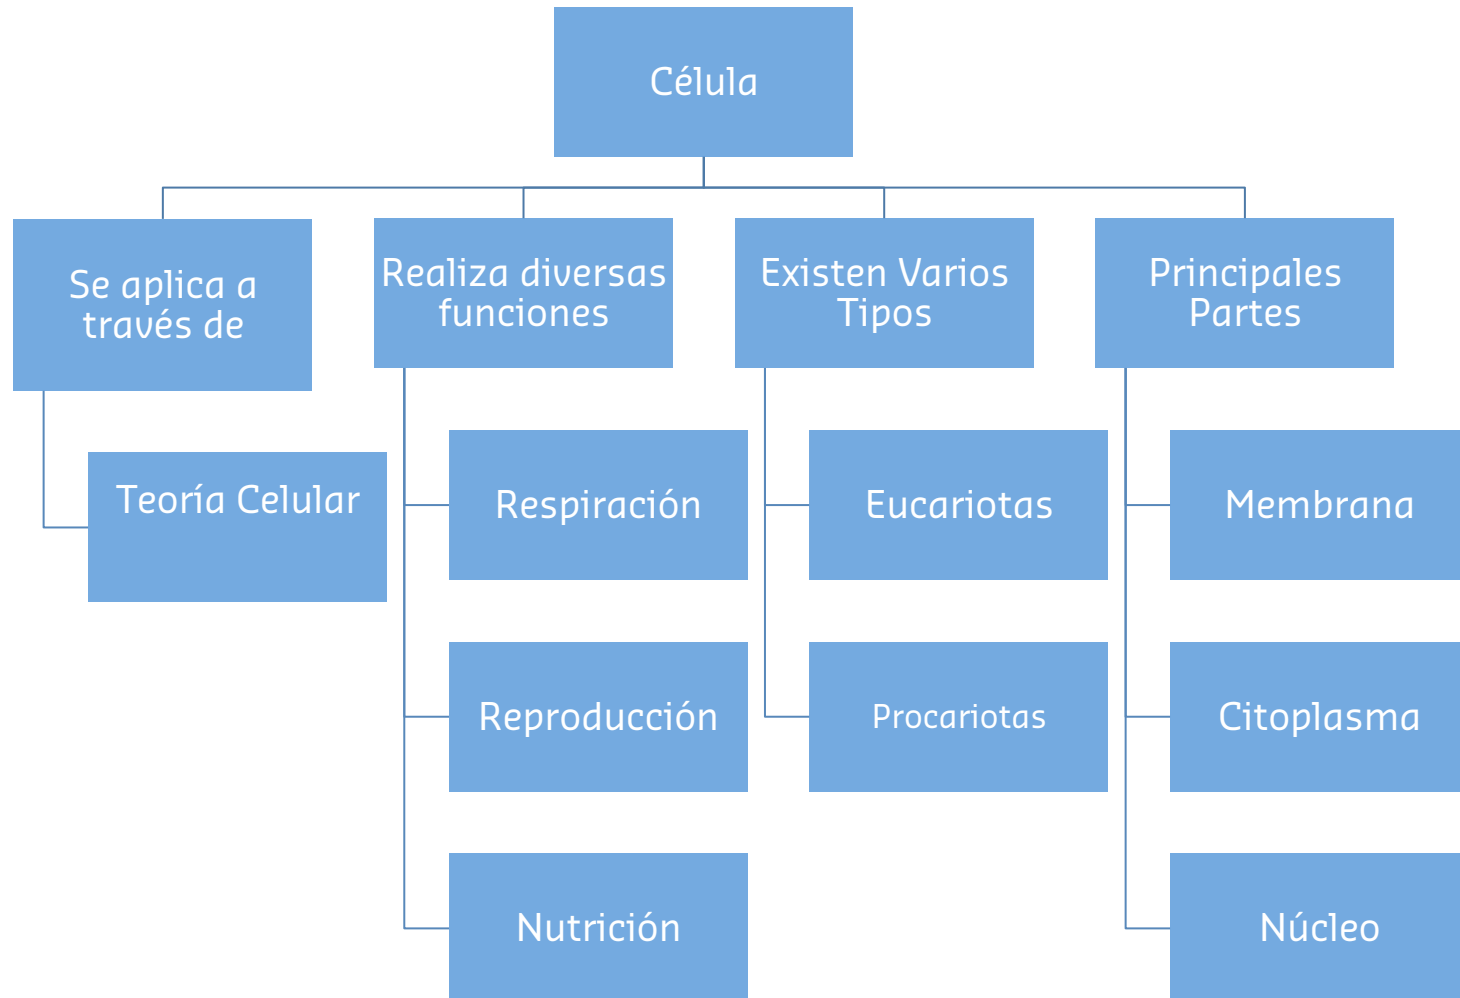 Célula
Se aplica a
través de
Realiza diversas
funciones
Existen Varios
Tipos
Principales
Partes
Teoría Celular
Respiración
Eucariotas
Membrana
Reproducción
Procariotas
Citoplasma
Nutrición
Núcleo